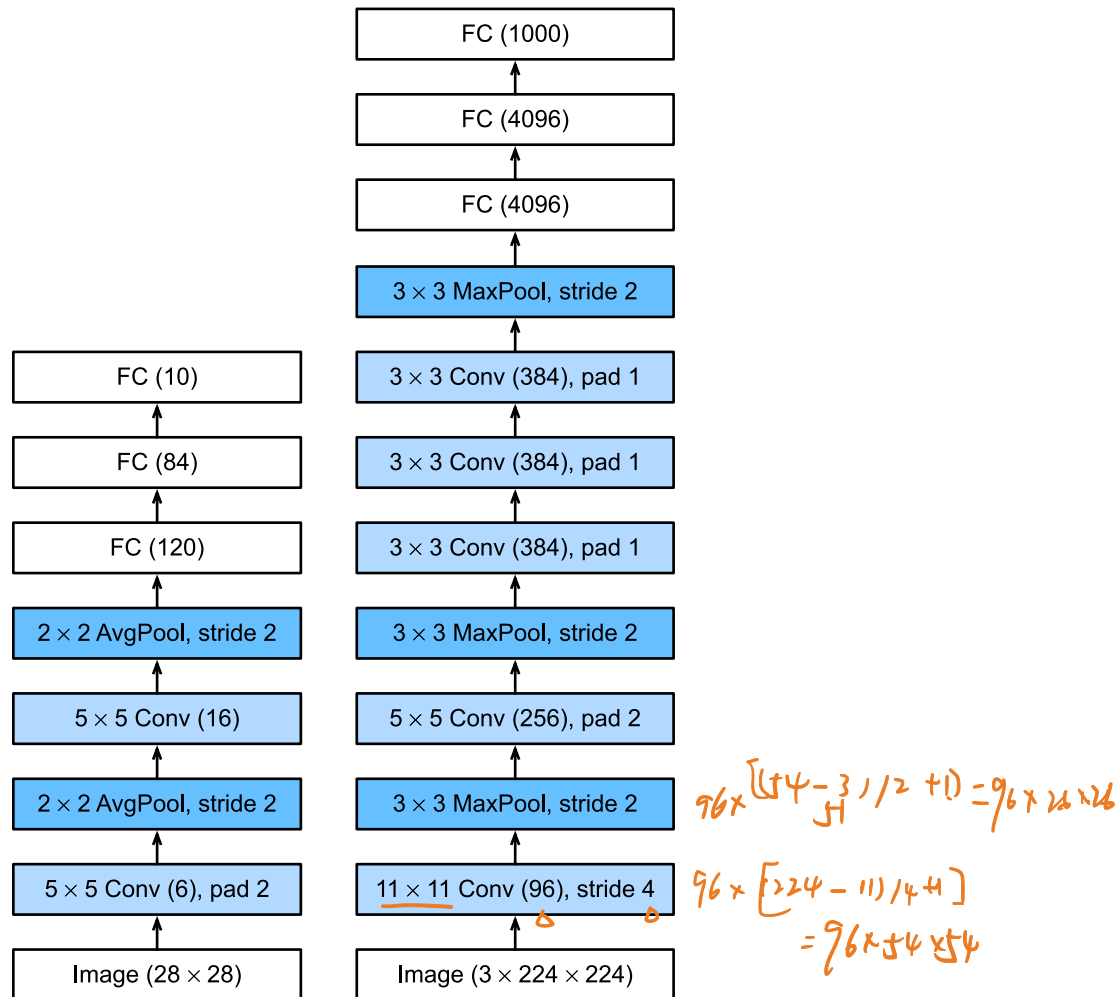 FC (1000)
FC (4096)
FC (4096)
3 × 3 MaxPool, stride 2
3 × 3 Conv (384), pad 1
3 × 3 Conv (384), pad 1
3 × 3 Conv (384), pad 1
3 × 3 MaxPool, stride 2
5 × 5 Conv (256), pad 2
3 × 3 MaxPool, stride 2
11 × 11 Conv (96), stride 4
Image (3 × 224 × 224)
FC (10)
FC (84)
FC (120)
2 × 2 AvgPool, stride 2
5 × 5 Conv (16)
2 × 2 AvgPool, stride 2
5 × 5 Conv (6), pad 2
Image (28 × 28)
96 × [(54 - 3) / 2 + 1] = 96 × 26 × 26
51
96 × [(224 - 11) / 4 + 1]
= 96 × 54 × 54